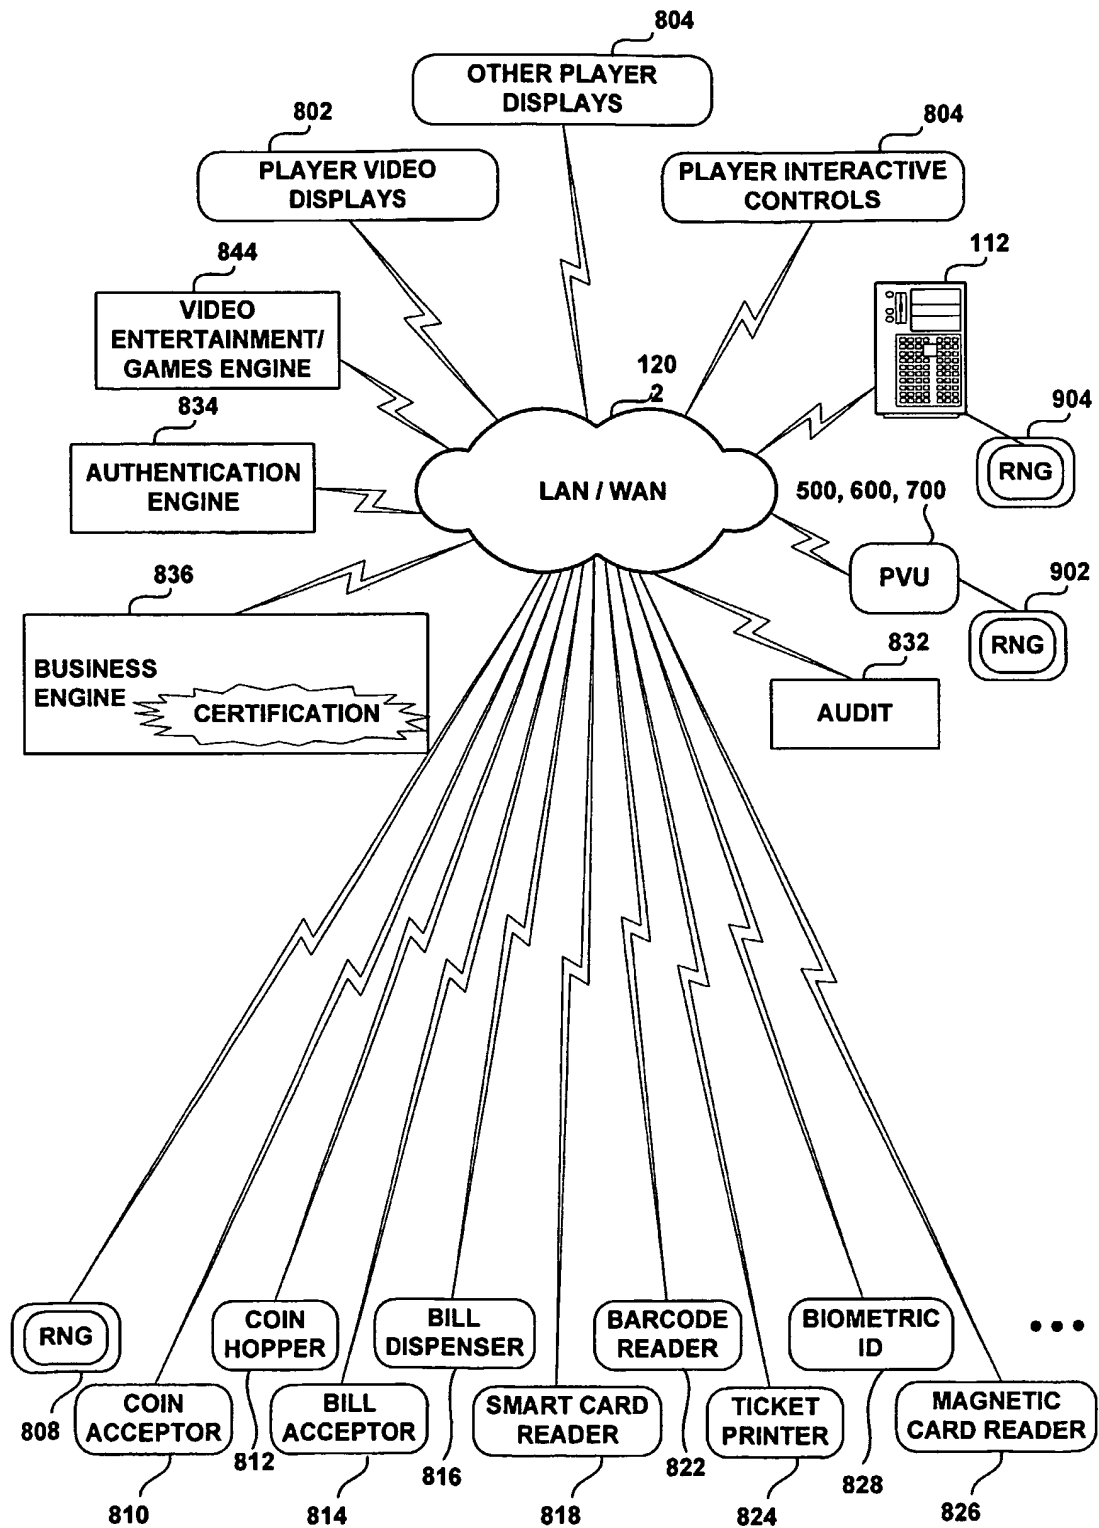 804
OTHER PLAYER
DISPLAYS
802
PLAYER VIDEO
DISPLAYS
804
PLAYER INTERACTIVE
CONTROLS
844
VIDEO
ENTERTAINMENT/
GAMES ENGINE
112
120
2
904
RNG
834
AUTHENTICATION
ENGINE
LAN / WAN
500, 600, 700
PVU
902
RNG
836
BUSINESS
ENGINE
CERTIFICATION
832
AUDIT
RNG
808
COIN
ACCEPTOR
810
COIN
HOPPER
812
BILL
ACCEPTOR
814
BILL
DISPENSER
816
SMART CARD
READER
818
BARCODE
READER
822
TICKET
PRINTER
824
BIOMETRIC
ID
828
MAGNETIC
CARD READER
826